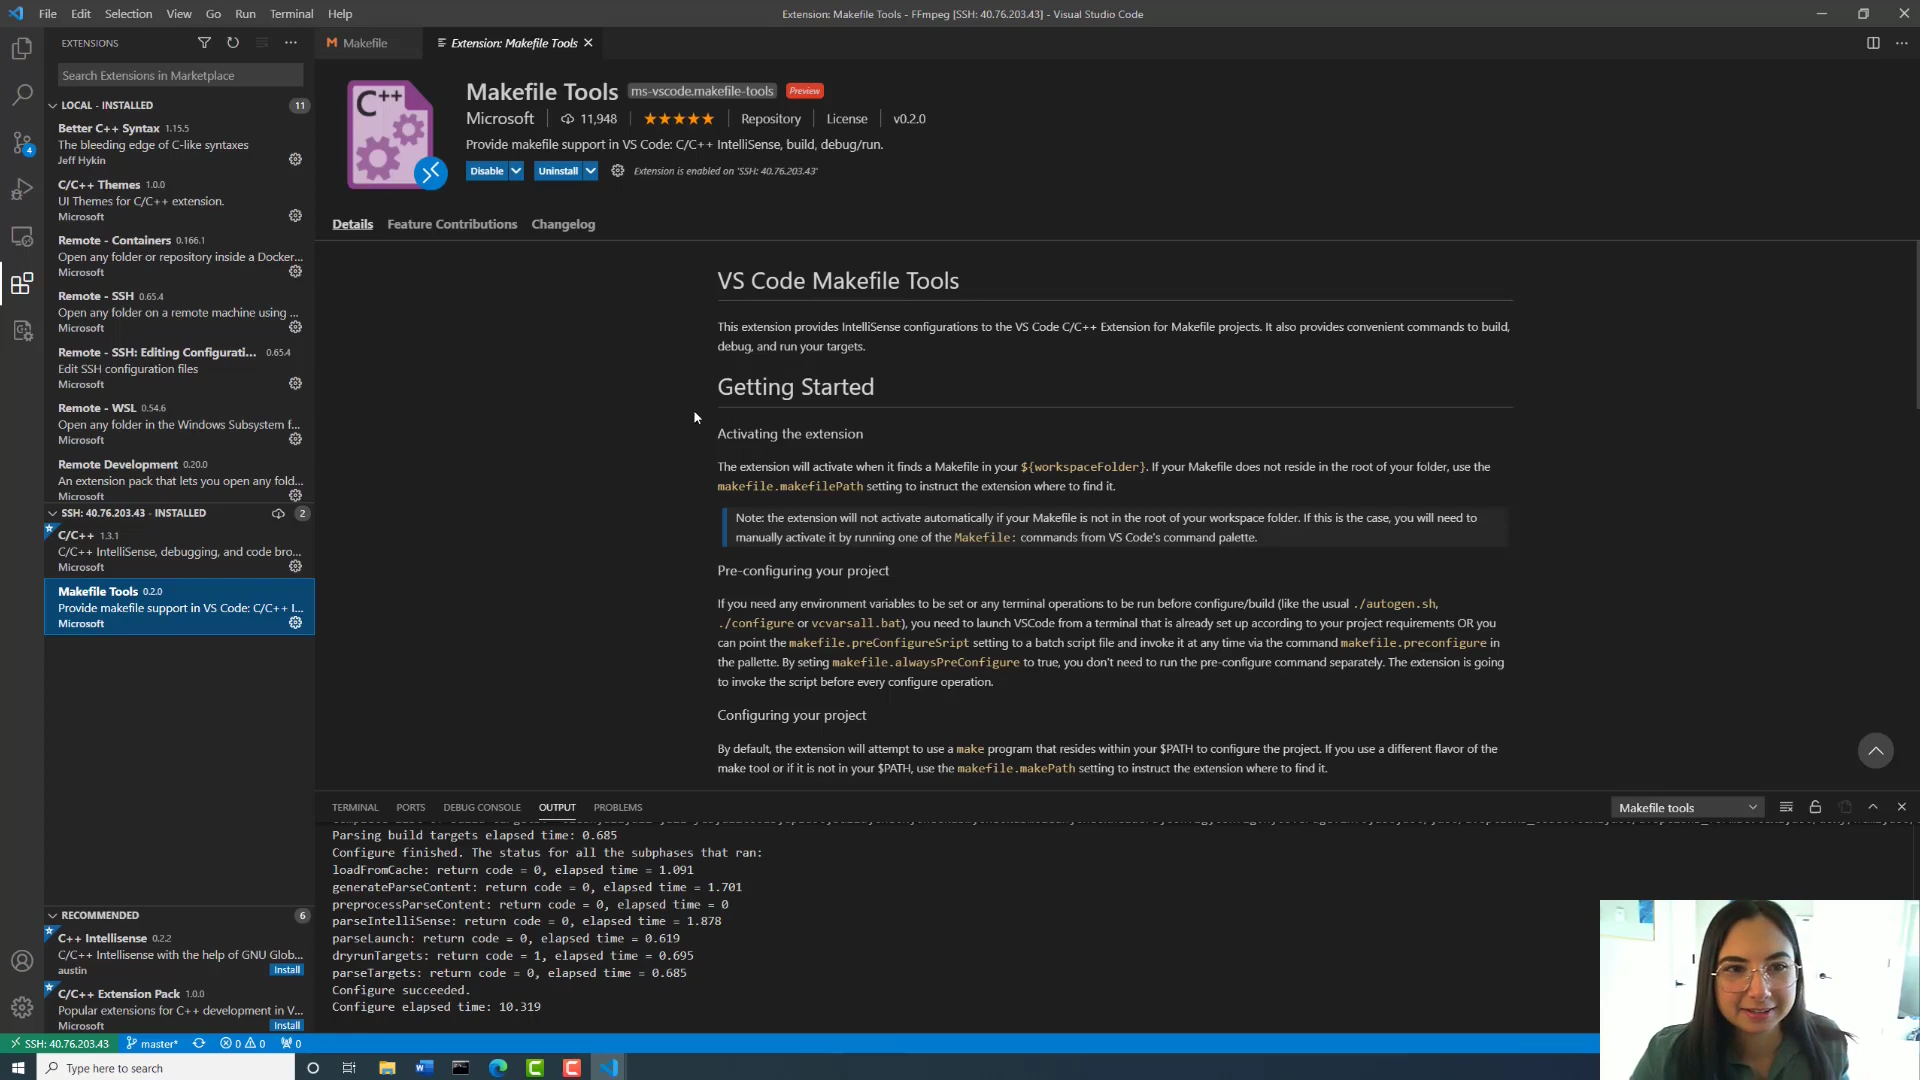 File Edit Selection View Go Run Terminal Help
Extension: Makefile Tools - FFmpeg [SSH: 40.76.203.43] - Visual Studio Code
EXTENSIONS
Makefile
Extension: Makefile Tools
Search Extensions in Marketplace
LOCAL - INSTALLED 11
Better C++ Syntax 1.15.5
The bleeding edge of C-like syntaxes
Jeff Hykin
C/C++ Themes 1.0.0
UI Themes for C/C++ extension.
Microsoft
Remote - Containers 0.166.1
Open any folder or repository inside a Docker...
Microsoft
Remote - SSH 0.65.4
Open any folder on a remote machine using ...
Microsoft
Remote - SSH: Editing Configurati... 0.65.4
Edit SSH configuration files
Microsoft
Remote - WSL 0.54.6
Open any folder in the Windows Subsystem f...
Microsoft
Remote Development 0.20.0
An extension pack that lets you open any fold...
Microsoft
SSH: 40.76.203.43 - INSTALLED 2
C/C++ 1.3.1
C/C++ IntelliSense, debugging, and code bro...
Microsoft
Makefile Tools 0.2.0
Provide makefile support in VS Code: C/C++ I...
Microsoft
RECOMMENDED 6
C++ Intellisense 0.2.2
C/C++ Intellisense with the help of GNU Glob...
austin Install
C/C++ Extension Pack 1.0.0
Popular extensions for C++ development in V...
Microsoft Install
C++
Makefile Tools ms-vscode.makefile-tools Preview
Microsoft 11,948 Repository License v0.2.0
Provide makefile support in VS Code: C/C++ IntelliSense, build, debug/run.
Disable Uninstall Extension is enabled on 'SSH: 40.76.203.43'
Details Feature Contributions Changelog
VS Code Makefile Tools
This extension provides IntelliSense configurations to the VS Code C/C++ Extension for Makefile projects. It also provides convenient commands to build,
debug, and run your targets.
Getting Started
Activating the extension
The extension will activate when it finds a Makefile in your ${workspaceFolder}. If your Makefile does not reside in the root of your folder, use the
makefile.makefilePath setting to instruct the extension where to find it.
Note: the extension will not activate automatically if your Makefile is not in the root of your workspace folder. If this is the case, you will need to
manually activate it by running one of the Makefile: commands from VS Code's command palette.
Pre-configuring your project
If you need any environment variables to be set or any terminal operations to be run before configure/build (like the usual ./autogen.sh,
./configure or vcvarsall.bat), you need to launch VSCode from a terminal that is already set up according to your project requirements OR you
can point the makefile.preConfigureSript setting to a batch script file and invoke it at any time via the command makefile.preconfigure in
the pallette. By seting makefile.alwaysPreConfigure to true, you don't need to run the pre-configure command separately. The extension is going
to invoke the script before every configure operation.
Configuring your project
By default, the extension will attempt to use a make program that resides within your $PATH to configure the project. If you use a different flavor of the
make tool or if it is not in your $PATH, use the makefile.makePath setting to instruct the extension where to find it.
TERMINAL PORTS DEBUG CONSOLE OUTPUT PROBLEMS
Makefile tools
Parsing build targets elapsed time: 0.685
Configure finished. The status for all the subphases that ran:
loadFromCache: return code = 0, elapsed time = 1.091
generateParseContent: return code = 0, elapsed time = 1.701
preprocessParseContent: return code = 0, elapsed time = 0
parseIntelliSense: return code = 0, elapsed time = 1.878
parseLaunch: return code = 0, elapsed time = 0.619
dryrunTargets: return code = 1, elapsed time = 0.695
parseTargets: return code = 0, elapsed time = 0.685
Configure succeeded.
Configure elapsed time: 10.319
4
SSH: 40.76.203.43 master* 0 0 0
Type here to search